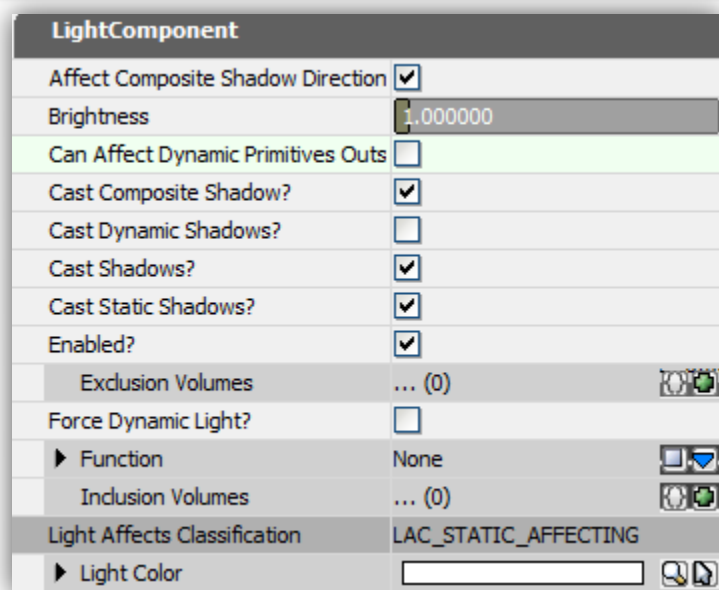 LightComponent
Affect Composite Shadow Direction
Brightness 1.000000
Can Affect Dynamic Primitives Outs
Cast Composite Shadow?
Cast Dynamic Shadows?
Cast Shadows?
Cast Static Shadows?
Enabled?
Exclusion Volumes ... (0)
Force Dynamic Light?
Function None
Inclusion Volumes ... (0)
Light Affects Classification LAC_STATIC_AFFECTING
Light Color